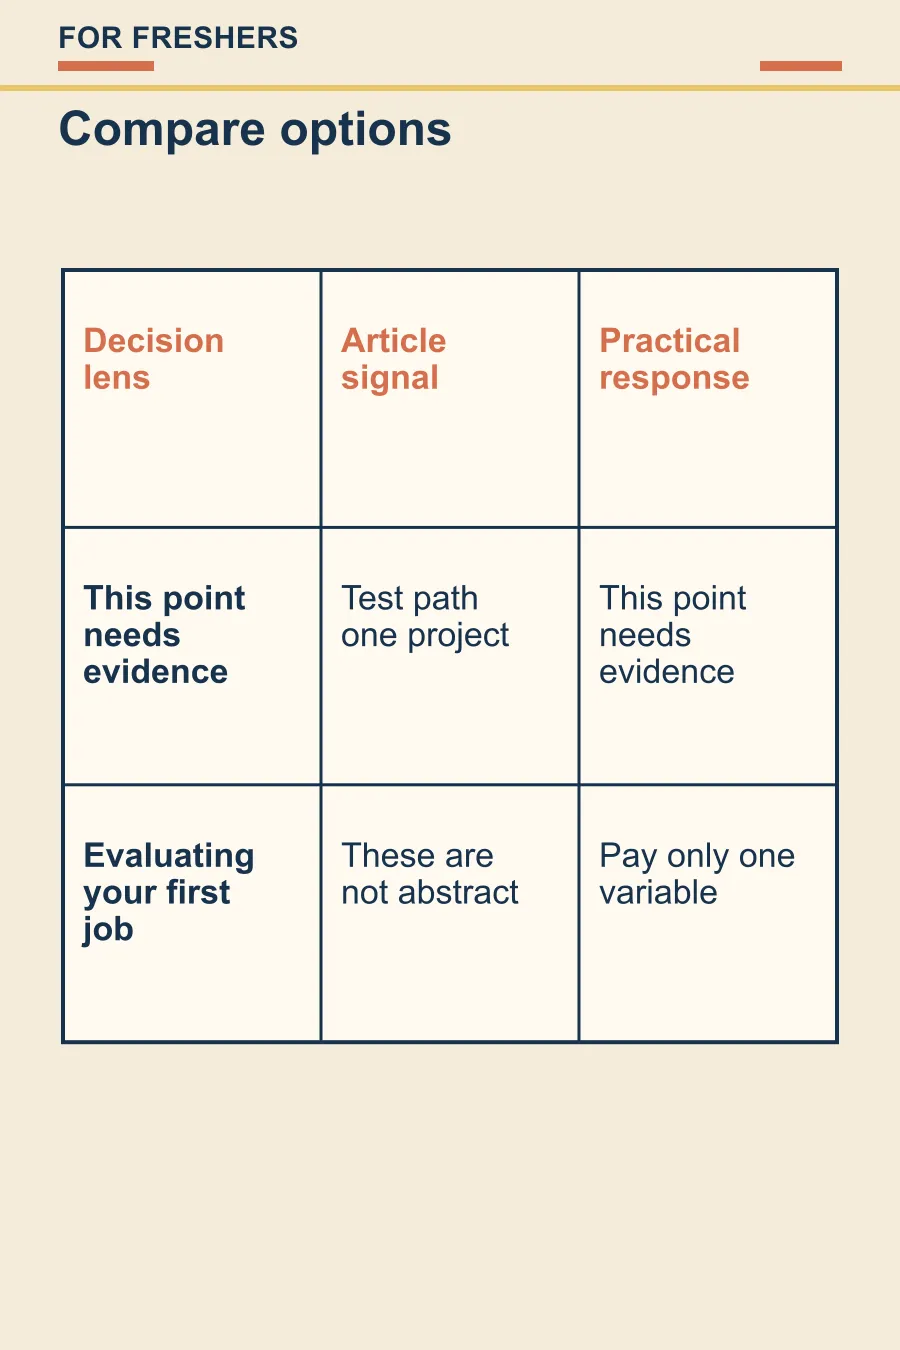 FOR FRESHERS
Compare options
Decision
lens
Article
signal
Practical
response
This point
needs
evidence
Test path
one project
This point
needs
evidence
Evaluating
your first
job
These are
not abstract
Pay only one
variable